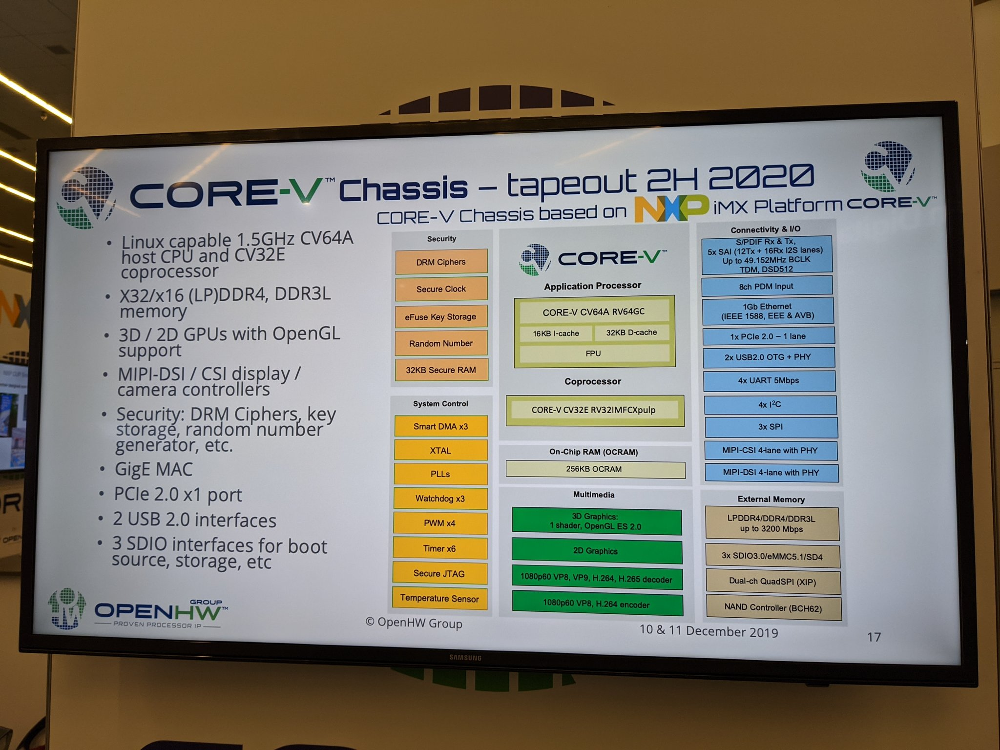 CORE-V™ Chassis – tapeout 2H 2020
CORE-V Chassis based on NXP iMX Platform
CORE-V™
• Linux capable 1.5GHz CV64A
host CPU and CV32E
coprocessor
• X32/x16 (LP)DDR4, DDR3L
memory
• 3D / 2D GPUs with OpenGL
support
• MIPI-DSI / CSI display /
camera controllers
• Security: DRM Ciphers, key
storage, random number
generator, etc.
• GigE MAC
• PCIe 2.0 x1 port
• 2 USB 2.0 interfaces
• 3 SDIO interfaces for boot
source, storage, etc
Security
DRM Ciphers
Secure Clock
eFuse Key Storage
Random Number
32KB Secure RAM
System Control
Smart DMA x3
XTAL
PLLs
Watchdog x3
PWM x4
Timer x6
Secure JTAG
Temperature Sensor
CORE-V™
Application Processor
CORE-V CV64A RV64GC
16KB I-cache
32KB D-cache
FPU
Coprocessor
CORE-V CV32E RV32IMFCXpulp
On-Chip RAM (OCRAM)
256KB OCRAM
Multimedia
3D Graphics:
1 shader, OpenGL ES 2.0
2D Graphics
1080p60 VP8, VP9, H.264, H.265 decoder
1080p60 VP8, H.264 encoder
Connectivity & I/O
S/PDIF Rx & Tx,
5x SAI (12Tx + 16Rx I2S lanes)
Up to 49.152MHz BCLK
TDM, DSD512
8ch PDM Input
1Gb Ethernet
(IEEE 1588, EEE & AVB)
1x PCIe 2.0 – 1 lane
2x USB2.0 OTG + PHY
4x UART 5Mbps
4x I²C
3x SPI
MIPI-CSI 4-lane with PHY
MIPI-DSI 4-lane with PHY
External Memory
LPDDR4/DDR4/DDR3L
up to 3200 Mbps
3x SDIO3.0/eMMC5.1/SD4
Dual-ch QuadSPI (XIP)
NAND Controller (BCH62)
OPENHW™ GROUP
PROVEN PROCESSOR IP
© OpenHW Group
10 & 11 December 2019
17
SAMSUNG